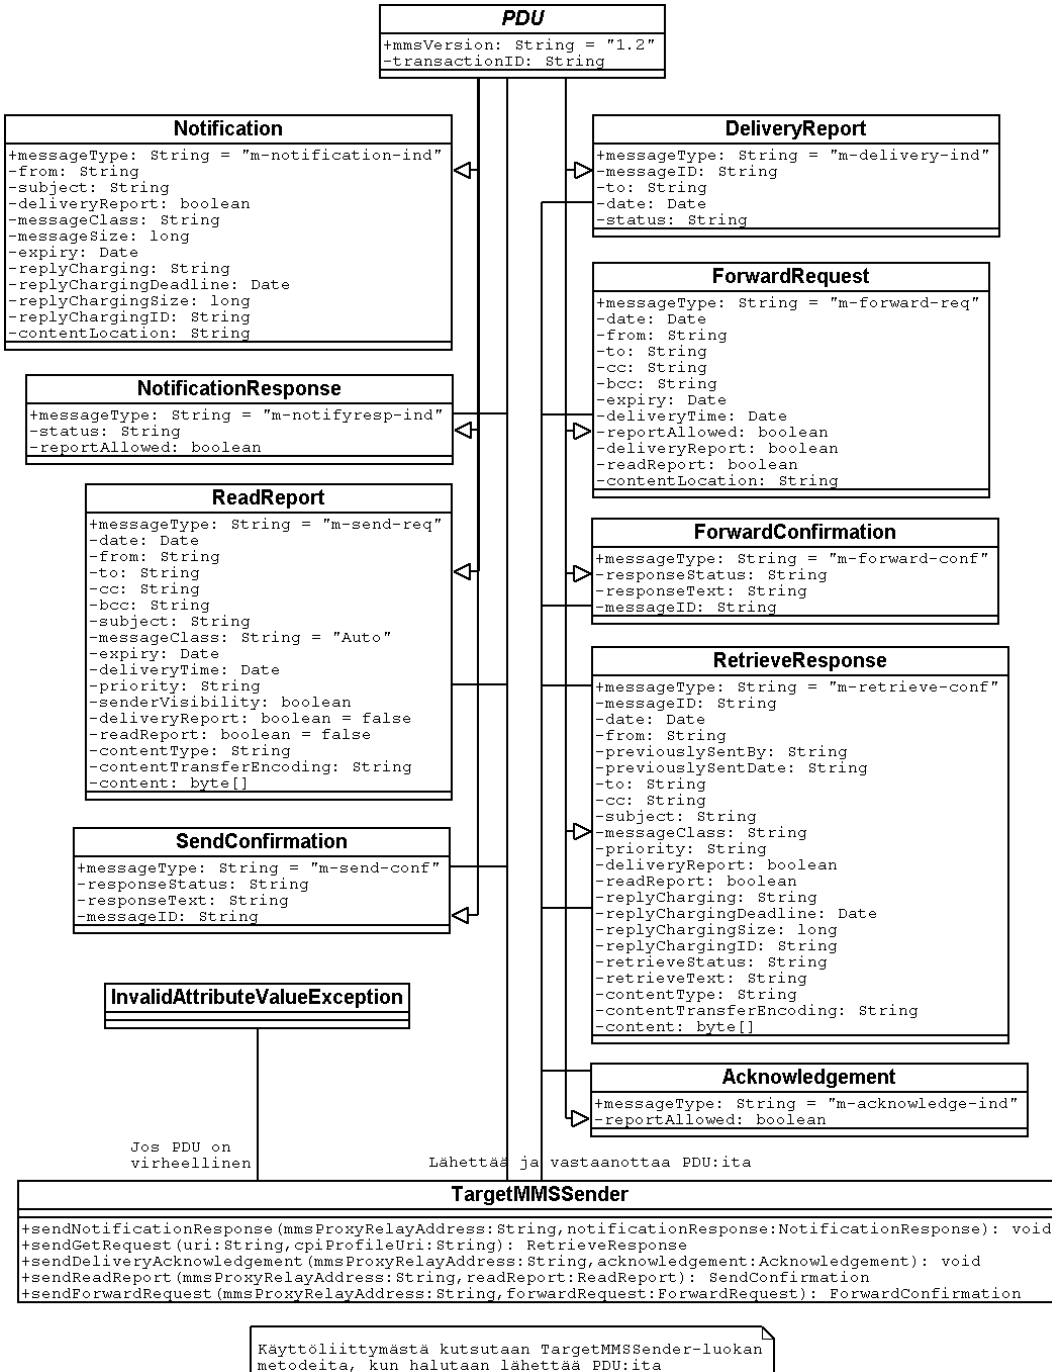 PDU
+mmsVersion: String = "1.2"
-transactionID: String
Notification
+messageType: String = "m-notification-ind"
-from: String
-subject: String
-deliveryReport: boolean
-messageClass: String
-messageSize: long
-expiry: Date
-replyCharging: String
-replyChargingDeadline: Date
-replyChargingSize: long
-replyChargingID: String
-contentLocation: String
DeliveryReport
+messageType: String = "m-delivery-ind"
-messageID: String
-to: String
-date: Date
-status: String
ForwardRequest
+messageType: String = "m-forward-req"
-date: Date
-from: String
-to: String
-cc: String
-bcc: String
-expiry: Date
-deliveryTime: Date
-reportAllowed: boolean
-deliveryReport: boolean
-readReport: boolean
-contentLocation: String
NotificationResponse
+messageType: String = "m-notifyresp-ind"
-status: String
-reportAllowed: boolean
ReadReport
+messageType: String = "m-send-req"
-date: Date
-from: String
-to: String
-cc: String
-bcc: String
-subject: String
-messageClass: String = "Auto"
-expiry: Date
-deliveryTime: Date
-priority: String
-senderVisibility: boolean
-deliveryReport: boolean = false
-readReport: boolean = false
-contentType: String
-contentTransferEncoding: String
-content: byte[]
ForwardConfirmation
+messageType: String = "m-forward-conf"
-responseStatus: String
-responseText: String
-messageID: String
RetrieveResponse
+messageType: String = "m-retrieve-conf"
-messageID: String
-date: Date
-from: String
-previouslySentBy: String
-previouslySentDate: String
-to: String
-cc: String
-subject: String
-messageClass: String
-priority: String
-deliveryReport: boolean
-readReport: boolean
-replyCharging: String
-replyChargingDeadline: Date
-replyChargingSize: long
-replyChargingID: String
-retrieveStatus: String
-retrieveText: String
-contentType: String
-contentTransferEncoding: String
-content: byte[]
SendConfirmation
+messageType: String = "m-send-conf"
-responseStatus: String
-responseText: String
-messageID: String
InvalidAttributeValueException
Acknowledgement
+messageType: String = "m-acknowledge-ind"
-reportAllowed: boolean
Jos PDU on
virheellinen
Lähettää ja vastaanottaa PDU:ita
TargetMMSSender
+sendNotificationResponse(mmsProxyRelayAddress:String,notificationResponse:NotificationResponse): void
+sendGetRequest(uri:String,cpiProfileUri:String): RetrieveResponse
+sendDeliveryAcknowledgement(mmsProxyRelayAddress:String,acknowledgement:Acknowledgement): void
+sendReadReport(mmsProxyRelayAddress:String,readReport:ReadReport): SendConfirmation
+sendForwardRequest(mmsProxyRelayAddress:String,forwardRequest:ForwardRequest): ForwardConfirmation
Käyttöliittymästä kutsutaan TargetMMSSender-luokan
metodeita, kun halutaan lähettää PDU:ita